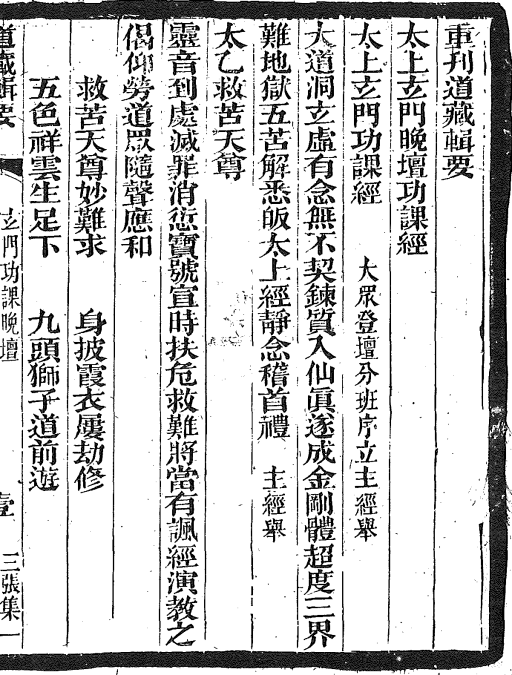 重刊道藏輯要
太上玄門晚壇功課經
太上玄門功課經 大眾登壇分班序立主經舉
大道洞玄虛有念無不契鍊質入仙眞遂成金剛體超度三界
難地獄五苦解悉皈太上經靜念稽首禮 主經舉
太乙救苦天尊
靈音到處滅罪消愆寶號宣時扶危救難將當有諷經演教之
偈仰勞道眾隨聲應和
救苦天尊妙難求 身披霞衣屢劫修
五色祥雲生足下 九頭獅子道前遊
道藏輯要 玄門功課晚壇 壹 三張集一